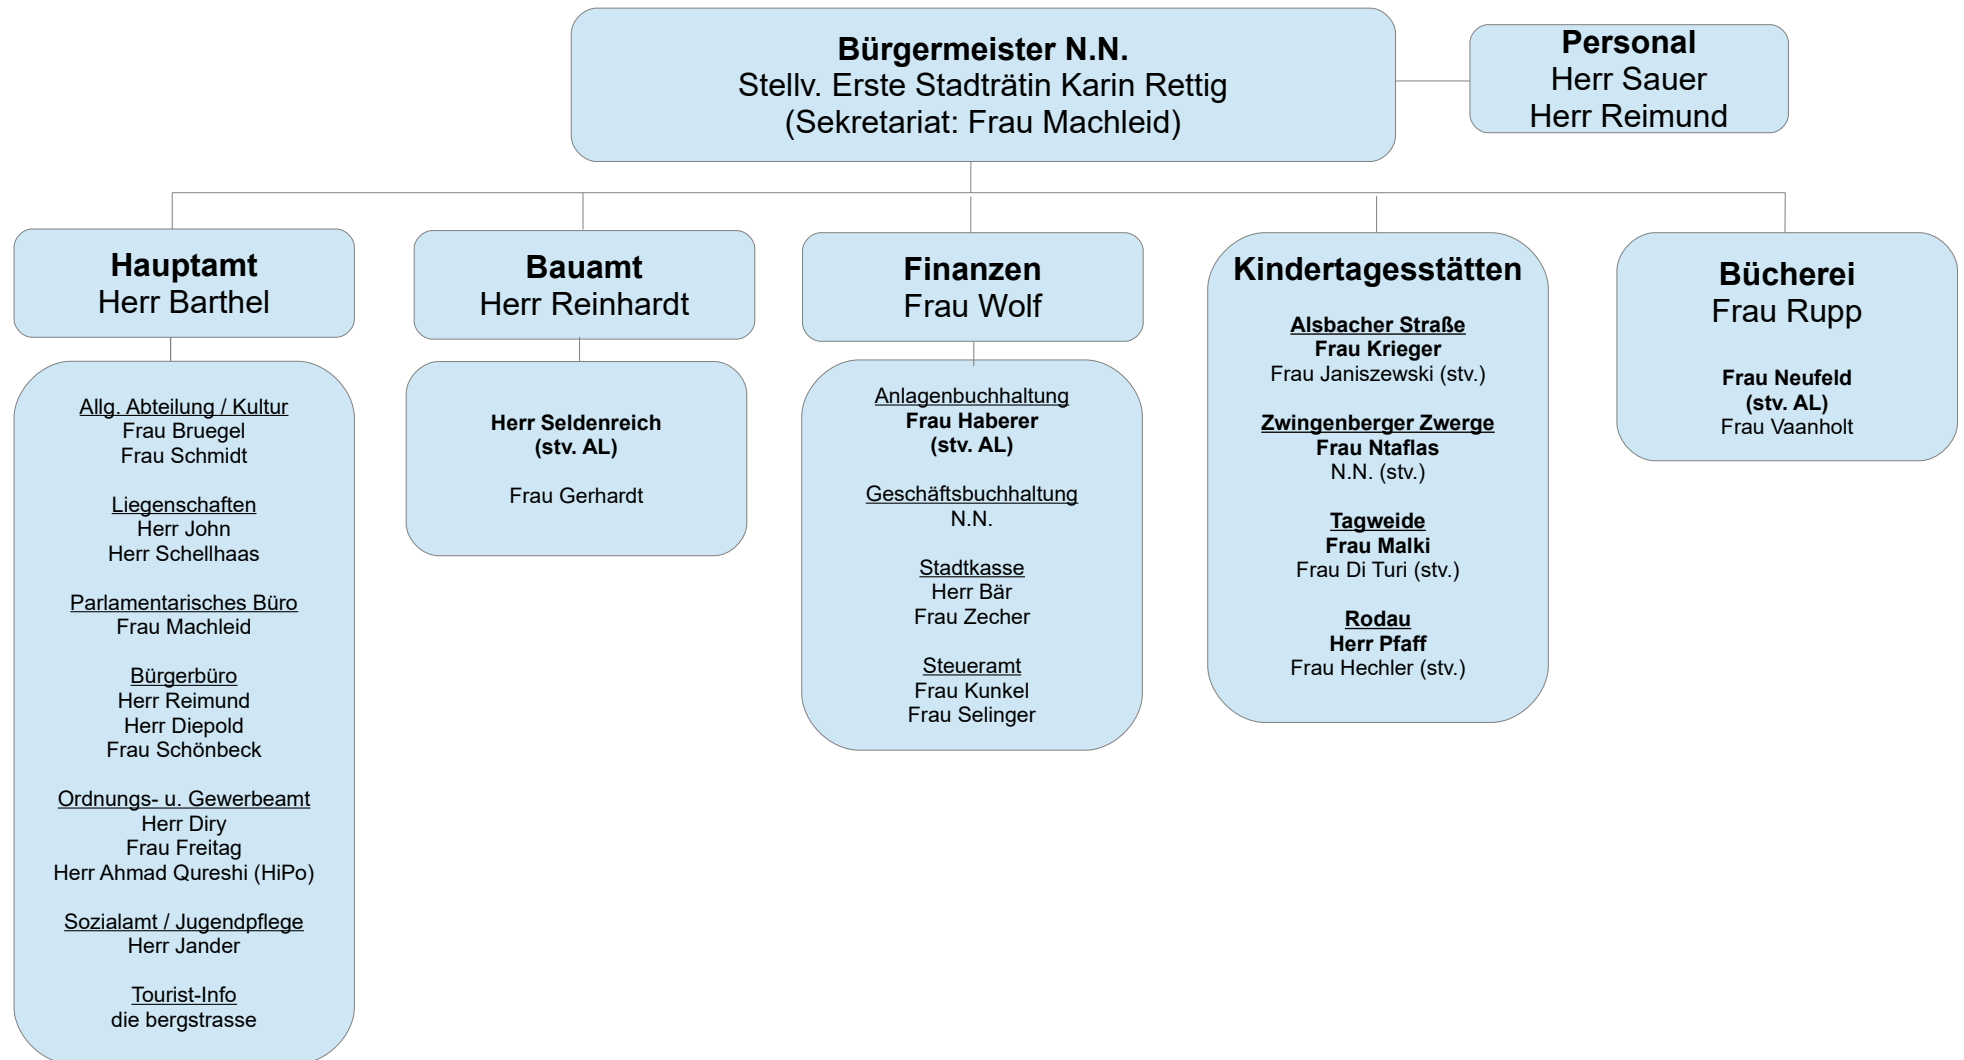 Bürgermeister N.N.
Stellv. Erste Stadträtin Karin Rettig
(Sekretariat: Frau Machleid)
Personal
Herr Sauer
Herr Reimund
Hauptamt
Herr Barthel
Allg. Abteilung / Kultur
Frau Bruegel
Frau Schmidt
Liegenschaften
Herr John
Herr Schellhaas
Parlamentarisches Büro
Frau Machleid
Bürgerbüro
Herr Reimund
Herr Diepold
Frau Schönbeck
Ordnungs- u. Gewerbeamt
Herr Diry
Frau Freitag
Herr Ahmad Qureshi (HiPo)
Sozialamt / Jugendpflege
Herr Jander
Tourist-Info
die bergstrasse
Bauamt
Herr Reinhardt
Herr Seldenreich
(stv. AL)
Frau Gerhardt
Finanzen
Frau Wolf
Anlagenbuchhaltung
Frau Haberer
(stv. AL)
Geschäftsbuchhaltung
N.N.
Stadtkasse
Herr Bär
Frau Zecher
Steueramt
Frau Kunkel
Frau Selinger
Kindertagesstätten
Alsbacher Straße
Frau Krieger
Frau Janiszewski (stv.)
Zwingenberger Zwerge
Frau Ntaflas
N.N. (stv.)
Tagweide
Frau Malki
Frau Di Turi (stv.)
Rodau
Herr Pfaff
Frau Hechler (stv.)
Bücherei
Frau Rupp
Frau Neufeld
(stv. AL)
Frau Vaanholt